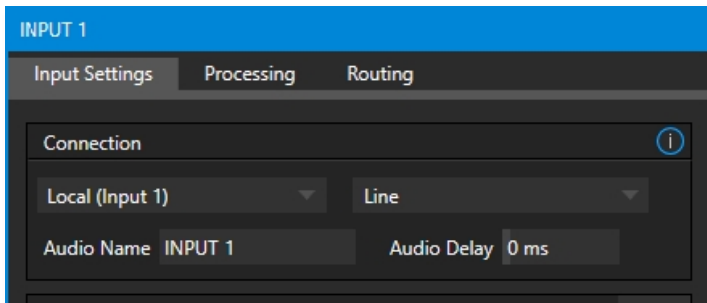 INPUT 1
Input Settings Processing Routing
Connection
Local (Input 1) Line
Audio Name INPUT 1 Audio Delay 0 ms